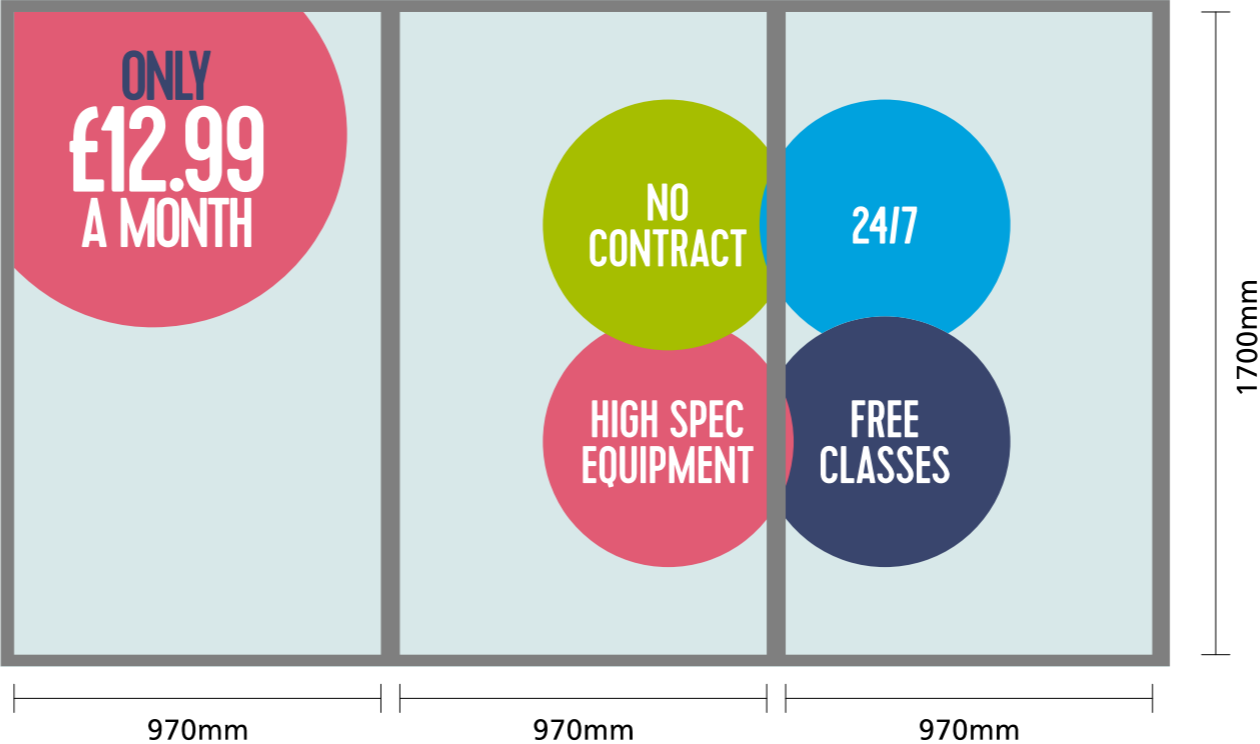 ONLY
£12.99
A MONTH
NO
CONTRACT
24/7
HIGH SPEC
EQUIPMENT
FREE
CLASSES
1700mm
970mm
970mm
970mm